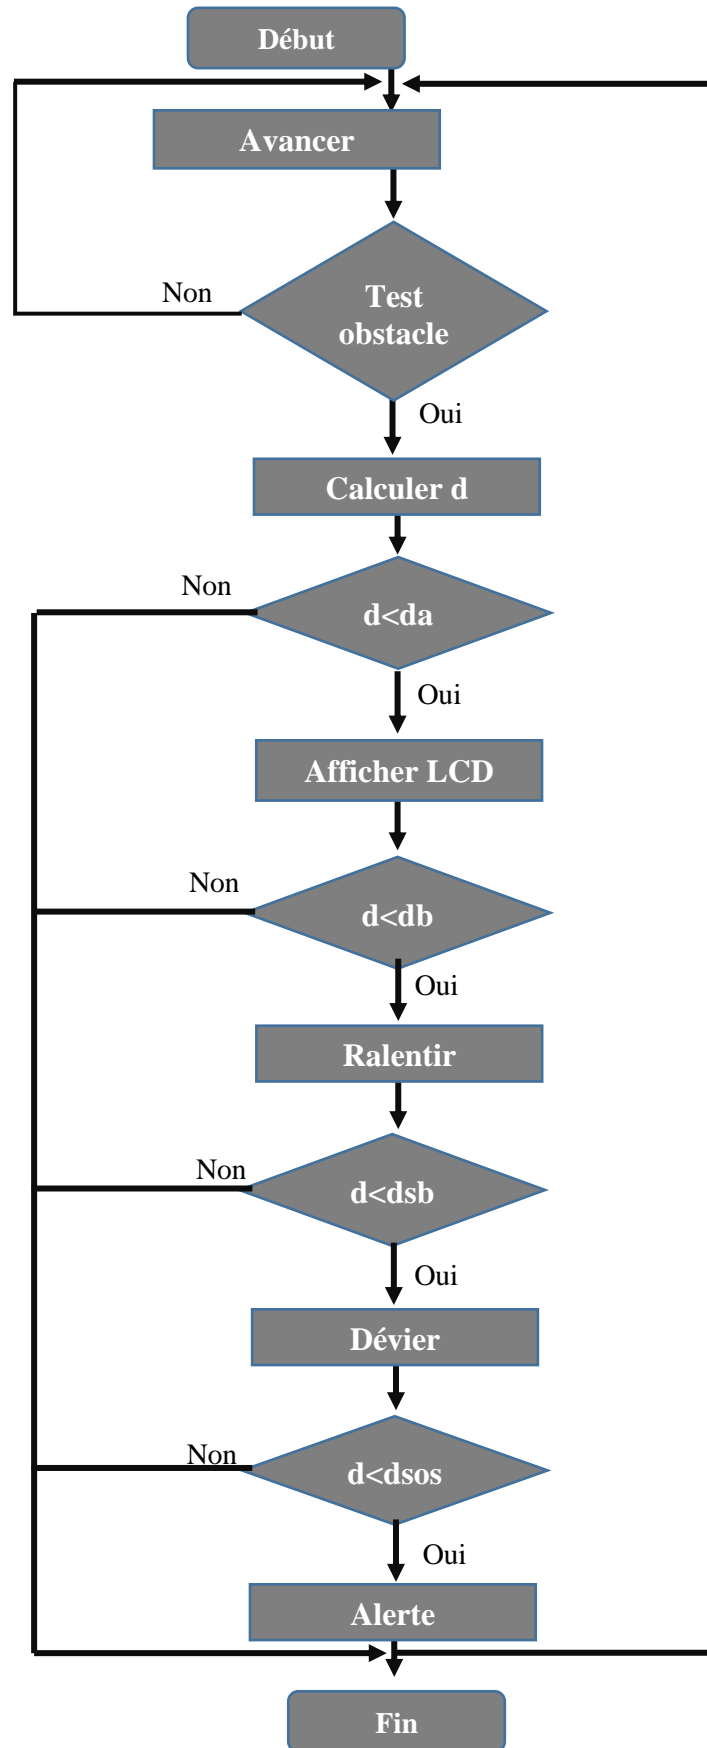 Début
Avancer
Non
Test
obstacle
Oui
Calculer d
Non
d<da
Oui
Afficher LCD
Non
d<db
Oui
Ralentir
Non
d<dsb
Oui
Dévier
Non
d<dsos
Oui
Alerte
Fin